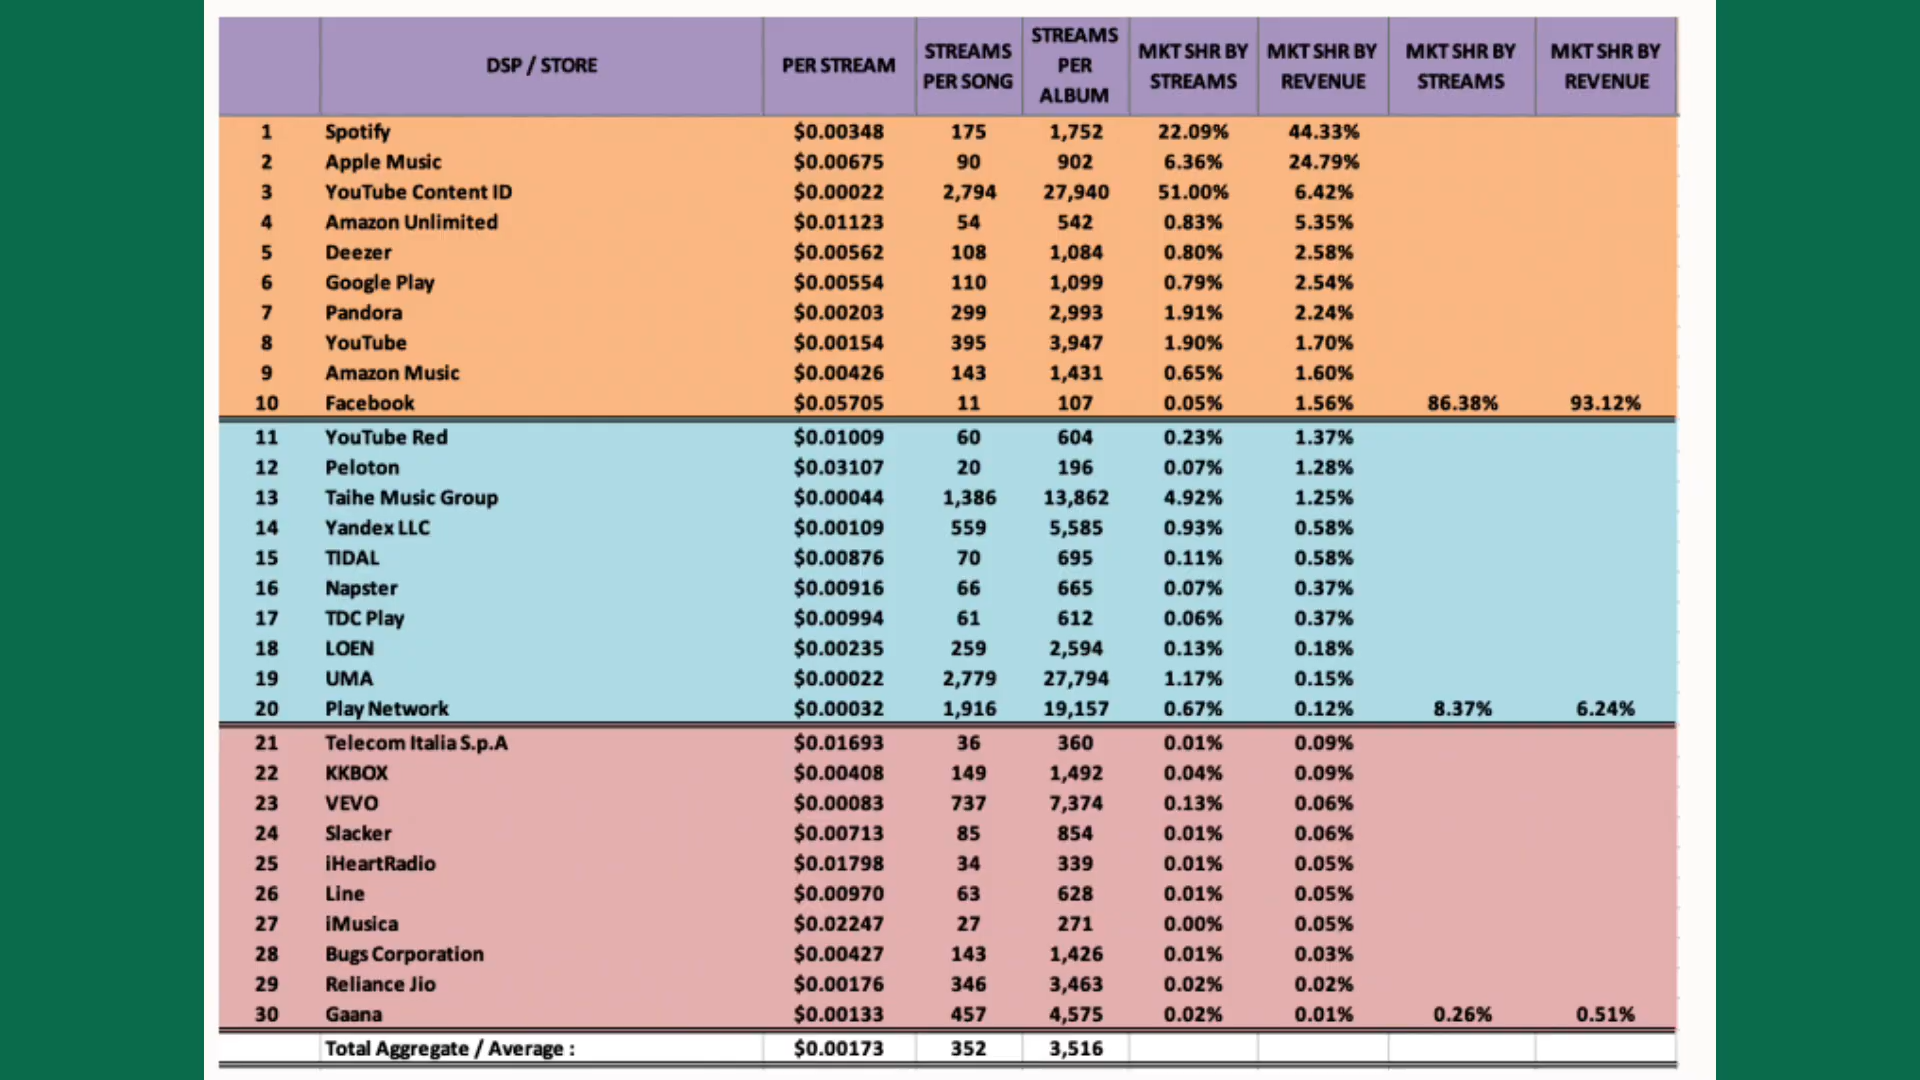 DSP / STORE PER STREAM STREAMS PER SONG STREAMS PER ALBUM MKT SHR BY STREAMS MKT SHR BY REVENUE MKT SHR BY STREAMS MKT SHR BY REVENUE
1 Spotify $0.00348 175 1,752 22.09% 44.33%
2 Apple Music $0.00675 90 902 6.36% 24.79%
3 YouTube Content ID $0.00022 2,794 27,940 51.00% 6.42%
4 Amazon Unlimited $0.01123 54 542 0.83% 5.35%
5 Deezer $0.00562 108 1,084 0.80% 2.58%
6 Google Play $0.00554 110 1,099 0.79% 2.54%
7 Pandora $0.00203 299 2,993 1.91% 2.24%
8 YouTube $0.00154 395 3,947 1.90% 1.70%
9 Amazon Music $0.00426 143 1,431 0.65% 1.60%
10 Facebook $0.05705 11 107 0.05% 1.56% 86.38% 93.12%
11 YouTube Red $0.01009 60 604 0.23% 1.37%
12 Peloton $0.03107 20 196 0.07% 1.28%
13 Taihe Music Group $0.00044 1,386 13,862 4.92% 1.25%
14 Yandex LLC $0.00109 559 5,585 0.93% 0.58%
15 TIDAL $0.00876 70 695 0.11% 0.58%
16 Napster $0.00916 66 665 0.07% 0.37%
17 TDC Play $0.00994 61 612 0.06% 0.37%
18 LOEN $0.00235 259 2,594 0.13% 0.18%
19 UMA $0.00022 2,779 27,794 1.17% 0.15%
20 Play Network $0.00032 1,916 19,157 0.67% 0.12% 8.37% 6.24%
21 Telecom Italia S.p.A $0.01693 36 360 0.01% 0.09%
22 KKBOX $0.00408 149 1,492 0.04% 0.09%
23 VEVO $0.00083 737 7,374 0.13% 0.06%
24 Slacker $0.00713 85 854 0.01% 0.06%
25 iHeartRadio $0.01798 34 339 0.01% 0.05%
26 Line $0.00970 63 628 0.01% 0.05%
27 iMusica $0.02247 27 271 0.00% 0.05%
28 Bugs Corporation $0.00427 143 1,426 0.01% 0.03%
29 Reliance Jio $0.00176 346 3,463 0.02% 0.02%
30 Gaana $0.00133 457 4,575 0.02% 0.01% 0.26% 0.51%
Total Aggregate / Average : $0.00173 352 3,516